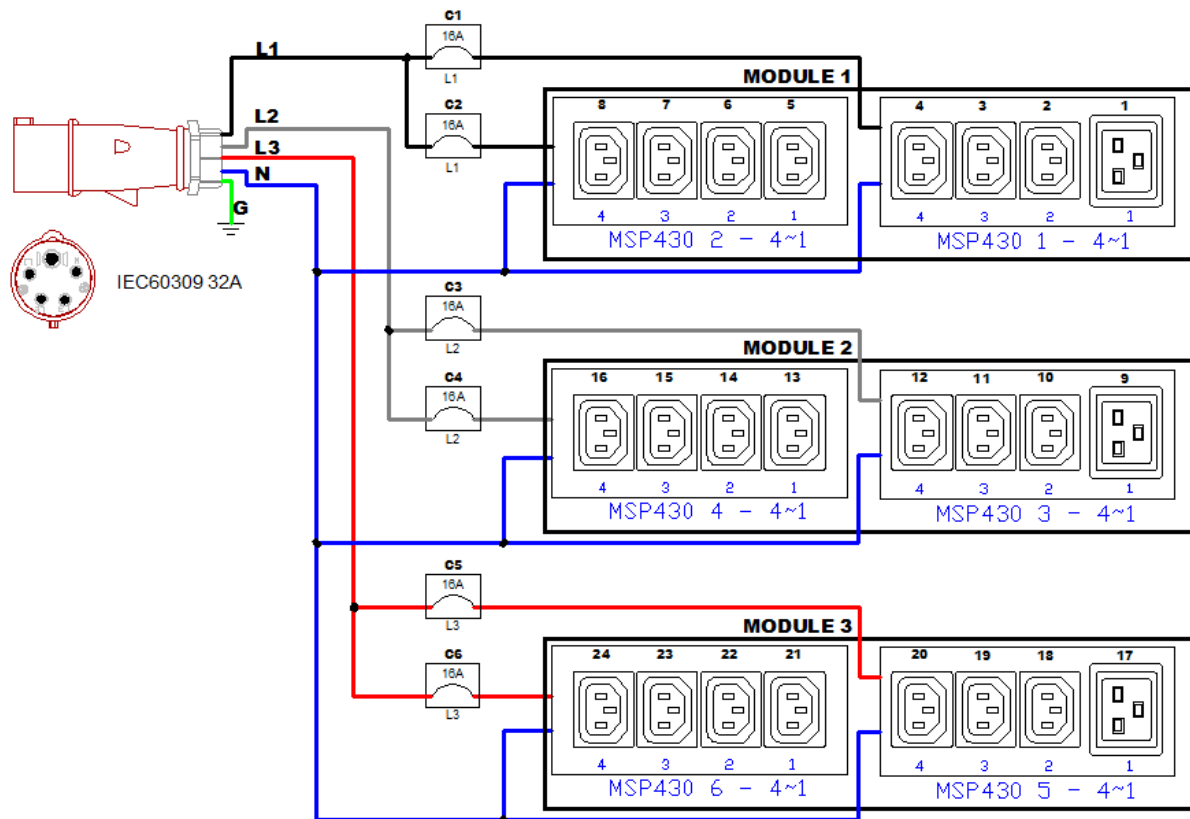 C1
16A
L1
L1
MODULE 1
C2
16A
L1
8 7 6 5
4 3 2 1
4 3 2 1
4 3 2 1
MSP430 2 - 4~1
MSP430 1 - 4~1
L2
L3
N
G
IEC60309 32A
C3
16A
L2
MODULE 2
C4
16A
L2
16 15 14 13
12 11 10 9
4 3 2 1
4 3 2 1
MSP430 4 - 4~1
MSP430 3 - 4~1
C5
16A
L3
MODULE 3
C6
16A
L3
24 23 22 21
20 19 18 17
4 3 2 1
4 3 2 1
MSP430 6 - 4~1
MSP430 5 - 4~1